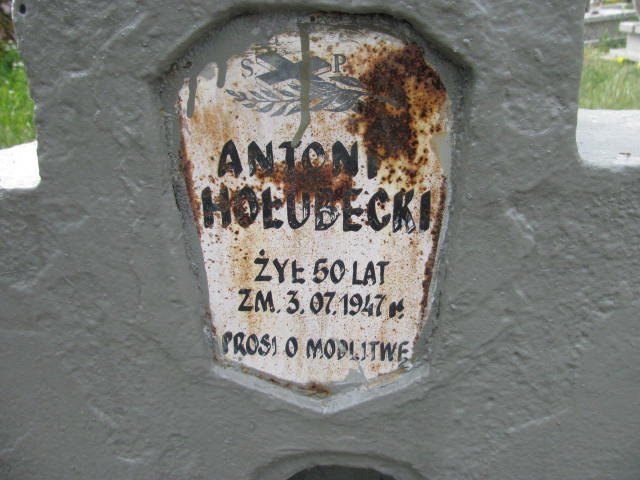 S. P.
ANTONI
HOŁUBECKI
ŻYŁ 50 LAT
ZM. 3.07.1947 r.
PROSI O MODLITWĘ